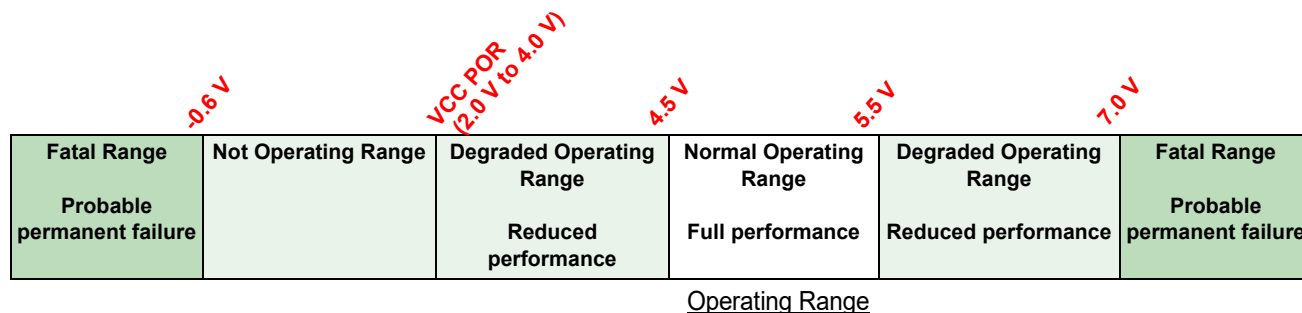 -0.6 V
VCC POR
(2.0 V to 4.0 V)
4.5 V
5.5 V
7.0 V
Fatal Range
Probable
permanent failure
Not Operating Range
Degraded Operating
Range
Reduced
performance
Normal Operating
Range
Full performance
Degraded Operating
Range
Reduced performance
Fatal Range
Probable
permanent failure
Operating Range